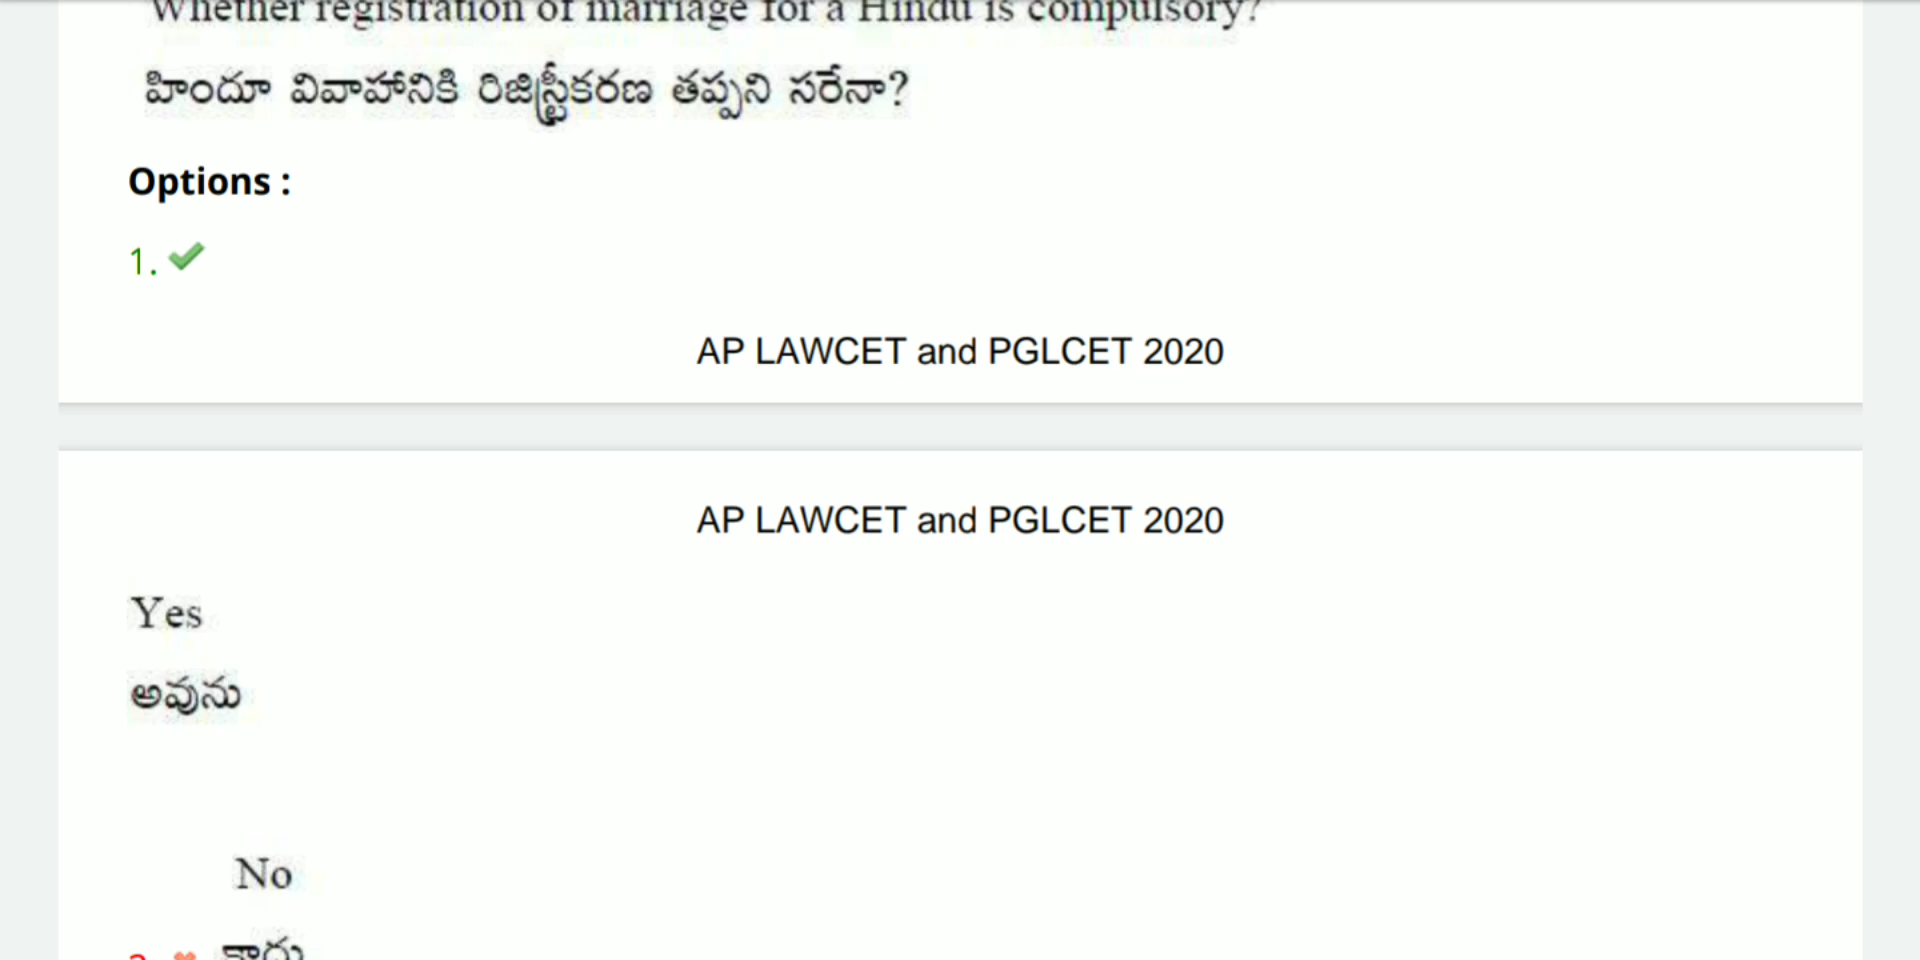 Whether registration of marriage for a Hindu is compulsory?
హిందూ వివాహానికి రిజిస్ట్రీకరణ తప్పని సరేనా?
Options :
1.
AP LAWCET and PGLCET 2020
AP LAWCET and PGLCET 2020
Yes
అవును
No
కాదు